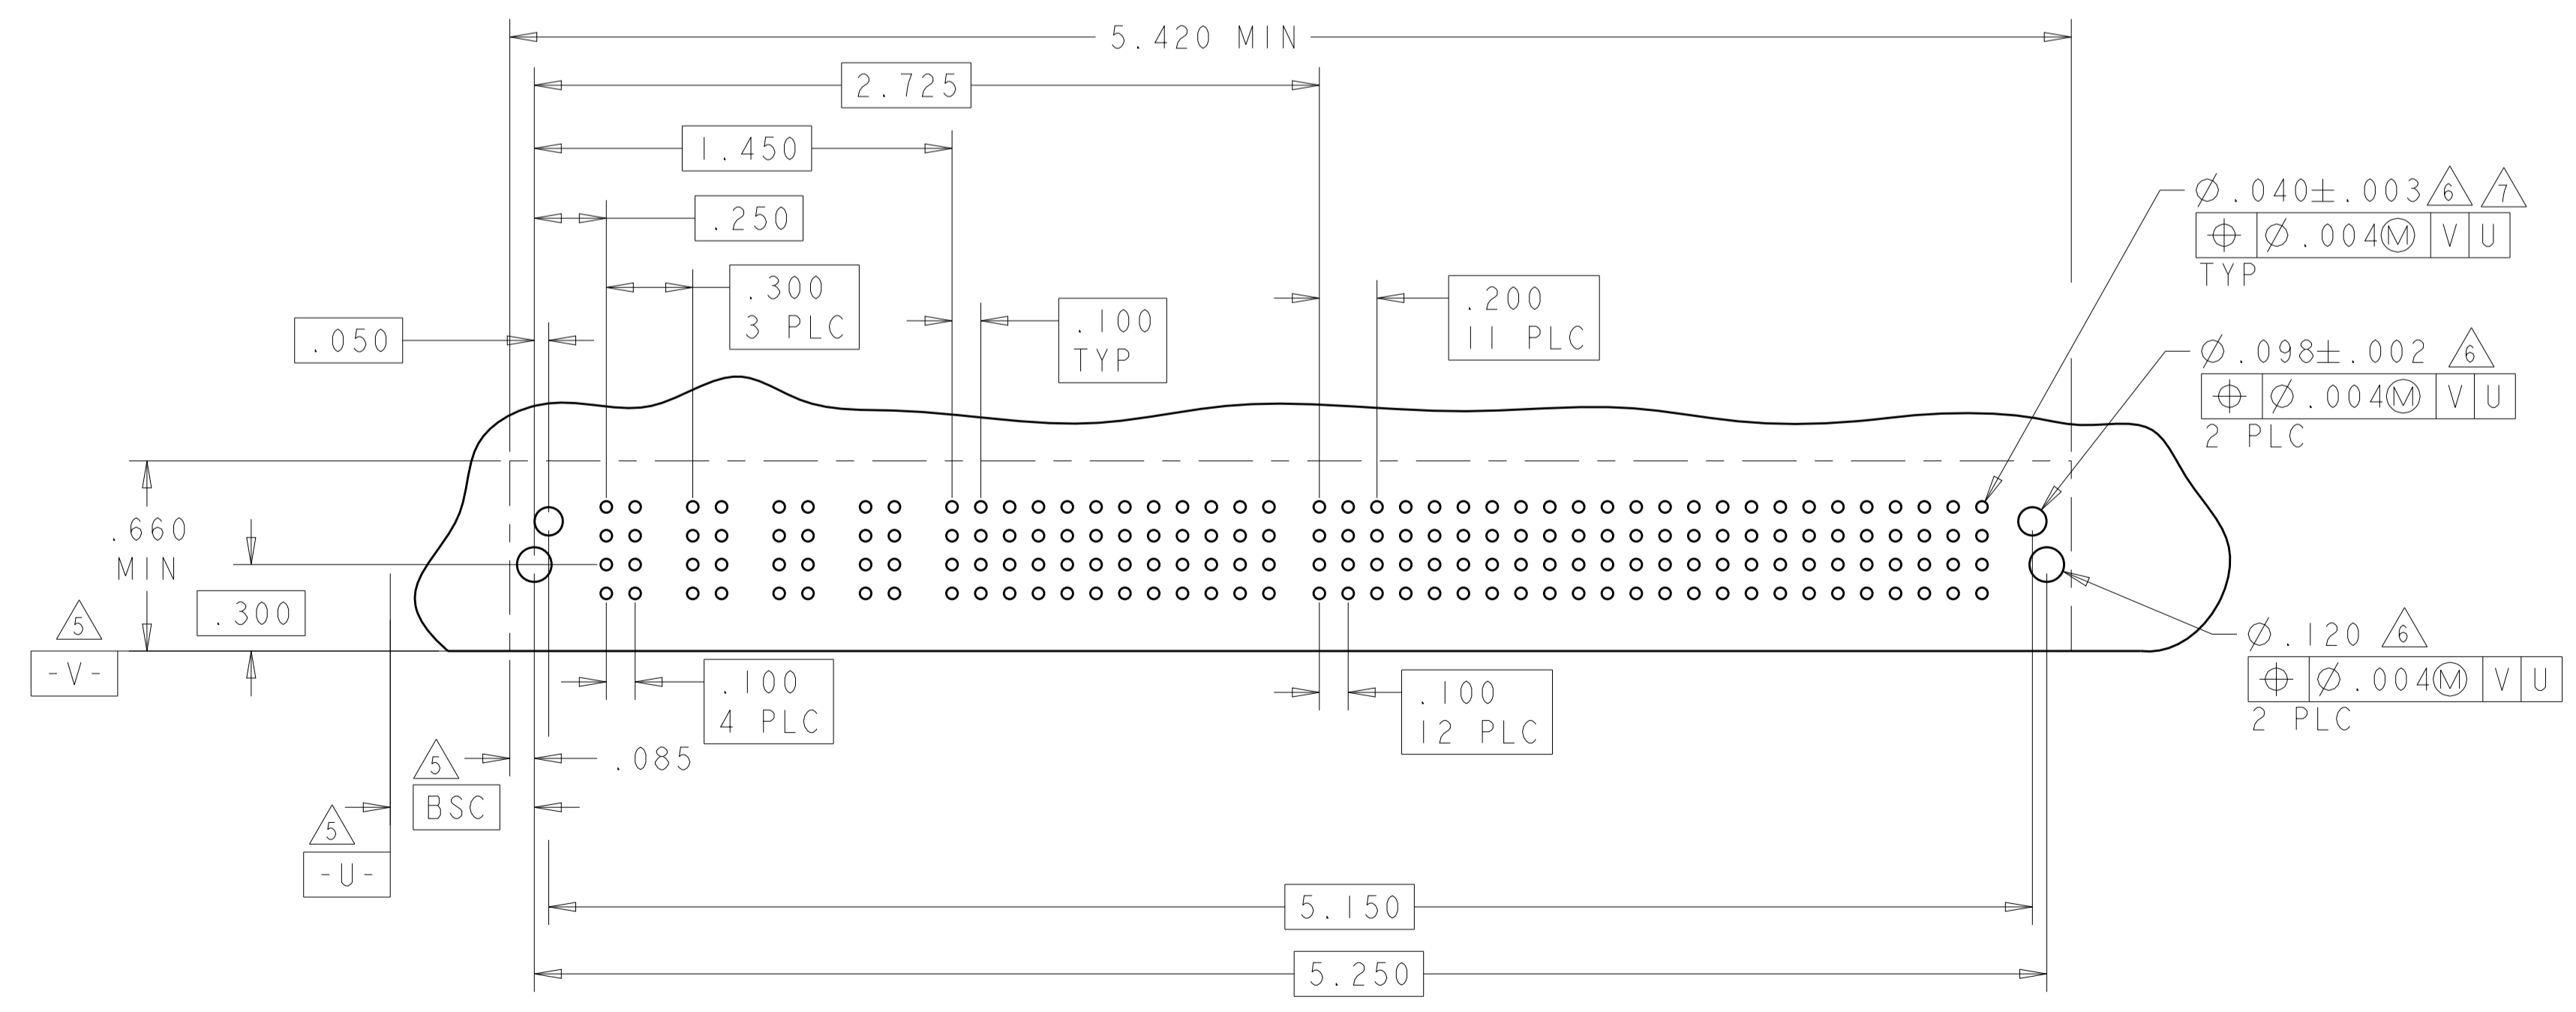 5.420 MIN
2.725
1.450
.250
.300
3 PLC
.050
.100
TYP
.200
11 PLC
⌀.040±.003 6 7
⌖ ⌀.004Ⓜ V U
TYP
⌀.098±.002 6
⌖ ⌀.004Ⓜ V U
2 PLC
.660
MIN
.300
5
-V-
⌀.120 6
⌖ ⌀.004Ⓜ V U
2 PLC
.100
4 PLC
.100
12 PLC
.085
5
BSC
5
-U-
5.150
5.250